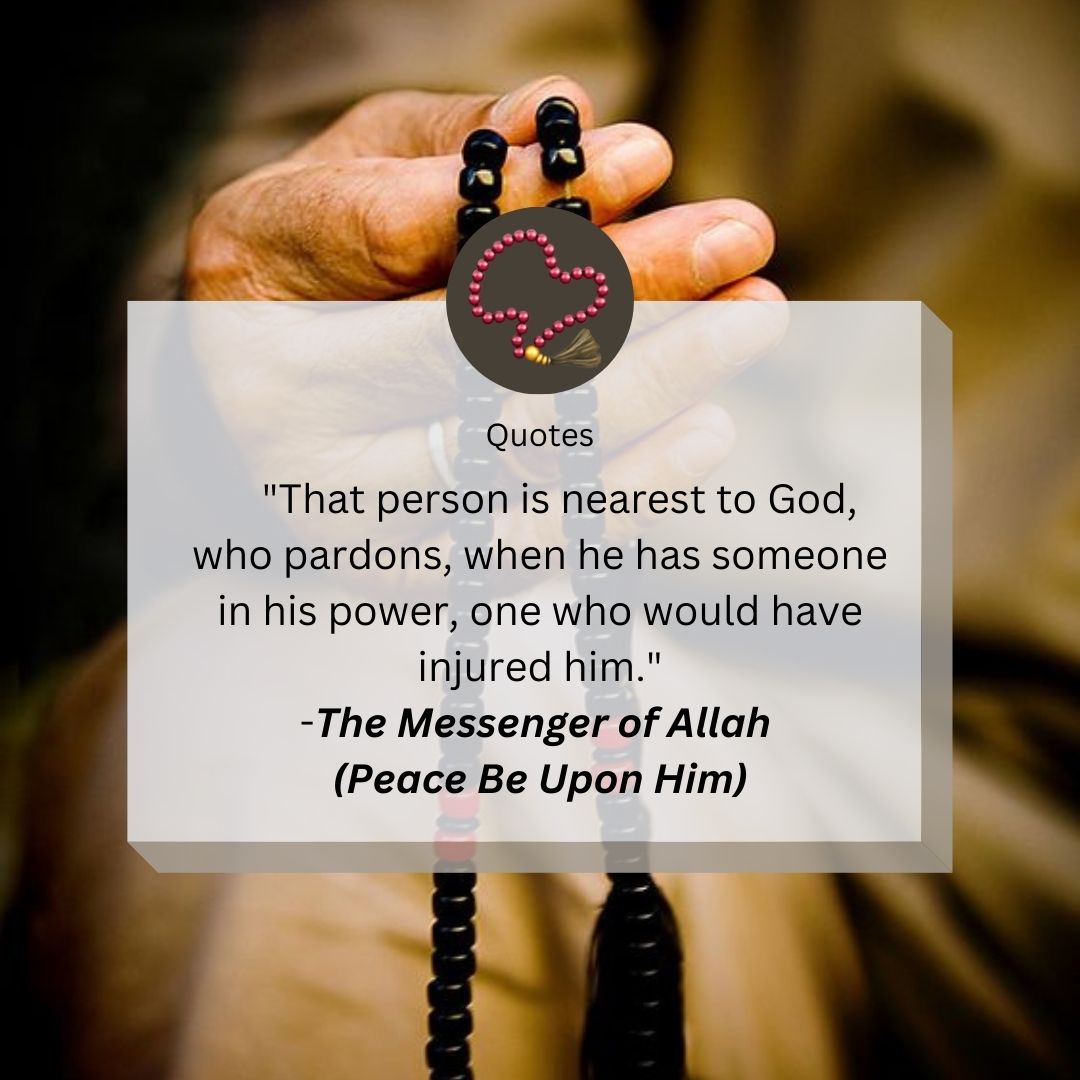 Quotes
"That person is nearest to God,
who pardons, when he has someone
in his power, one who would have
injured him."
-The Messenger of Allah
(Peace Be Upon Him)